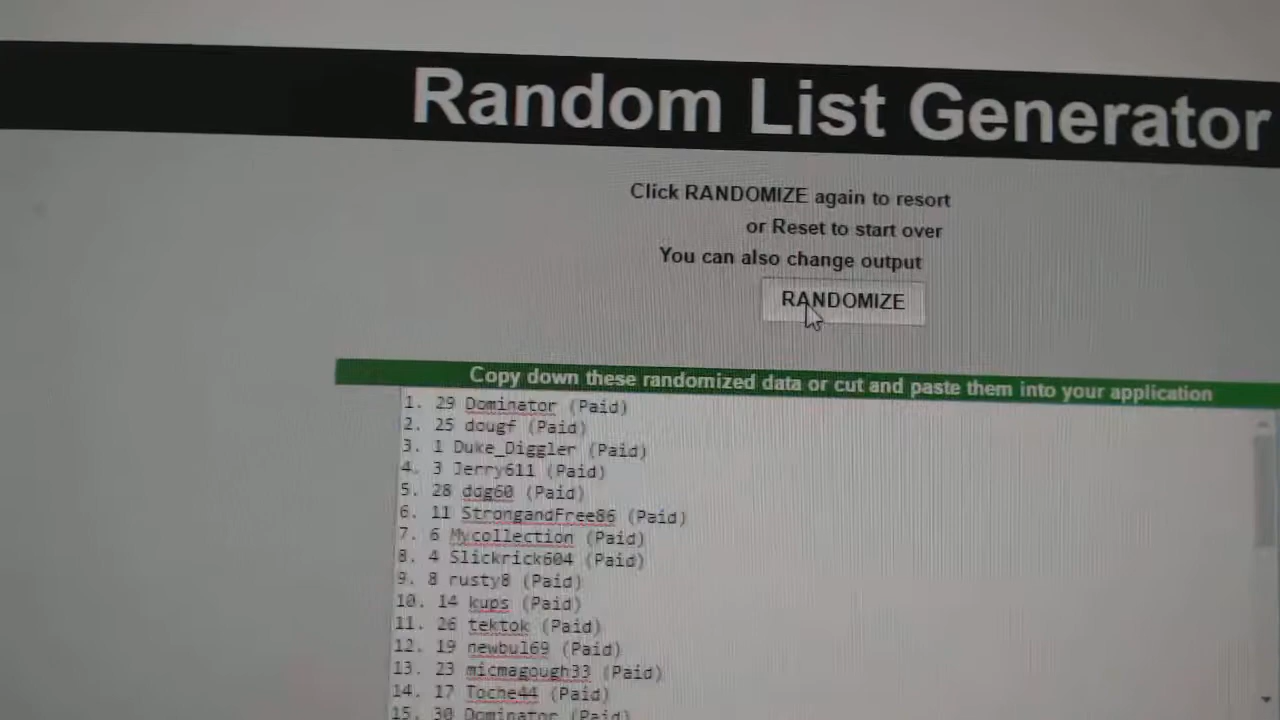 Random List Generator
Click RANDOMIZE again to resort
or Reset to start over
You can also change output
RANDOMIZE
Copy down these randomized data or cut and paste them into your application
1. 29 Dominator (Paid)
2. 25 dougf (Paid)
3. 1 Duke_Diggler (Paid)
4. 3 Jerry611 (Paid)
5. 28 ddg60 (Paid)
6. 11 StrongandFree86 (Paid)
7. 6 Mycollection (Paid)
8. 4 Slickrick604 (Paid)
9. 8 rusty8 (Paid)
10. 14 kups (Paid)
11. 26 tektok (Paid)
12. 19 newbul69 (Paid)
13. 23 micmagough33 (Paid)
14. 17 Toche44 (Paid)
15. 30 Dominator (Paid)